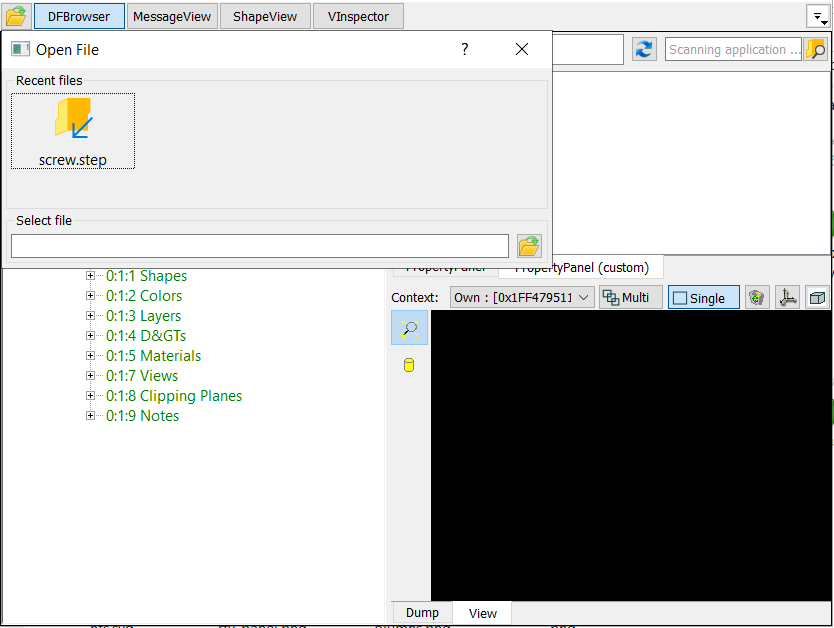 DFBrowser MessageView ShapeView VInspector
Open File ?
Scanning application ...
Recent files
screw.step
Select file
PropertyPanel PropertyPanel (custom)
0:1:1 Shapes
0:1:2 Colors
0:1:3 Layers
0:1:4 D&GTs
0:1:5 Materials
0:1:7 Views
0:1:8 Clipping Planes
0:1:9 Notes
Context: Own : [0x1FF479511 Multi Single
Dump View